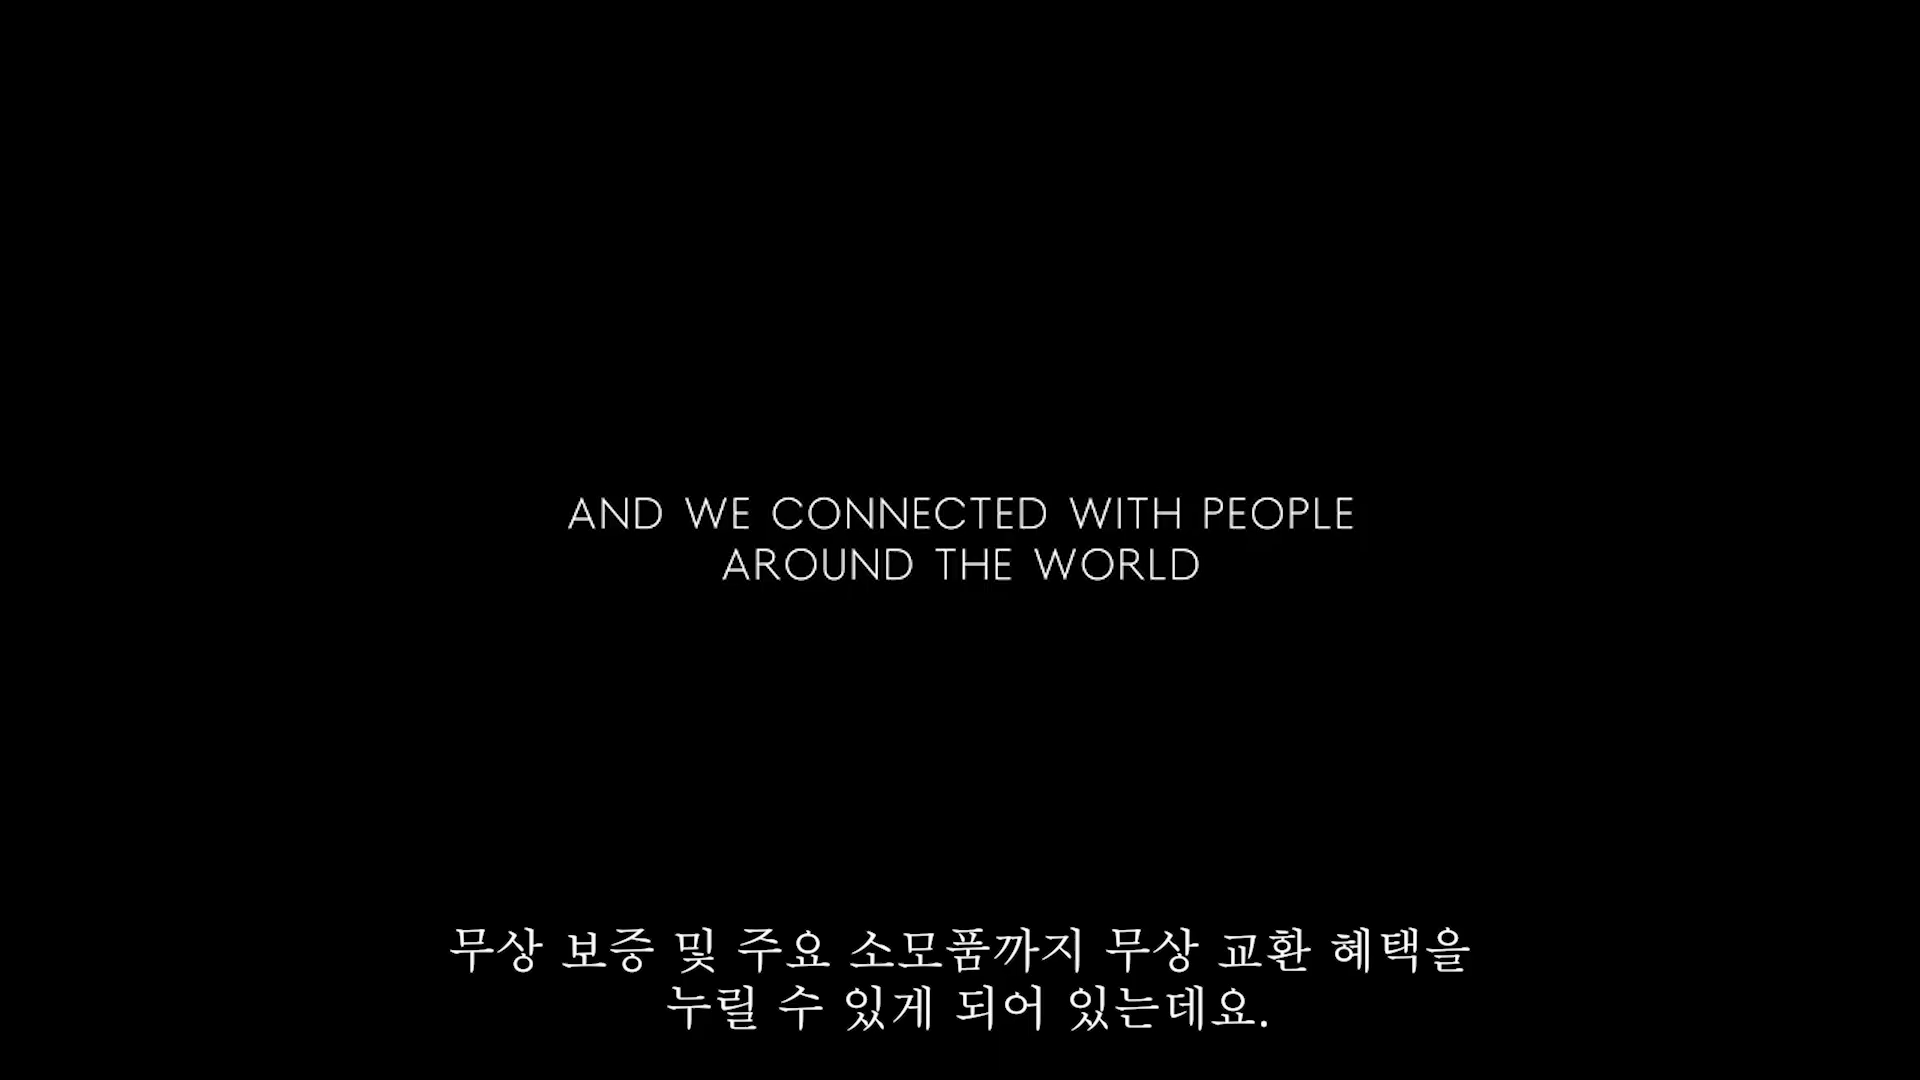 AND WE CONNECTED WITH PEOPLE
AROUND THE WORLD
무상 보증 및 주요 소모품까지 무상 교환 혜택을
누릴 수 있게 되어 있는데요.